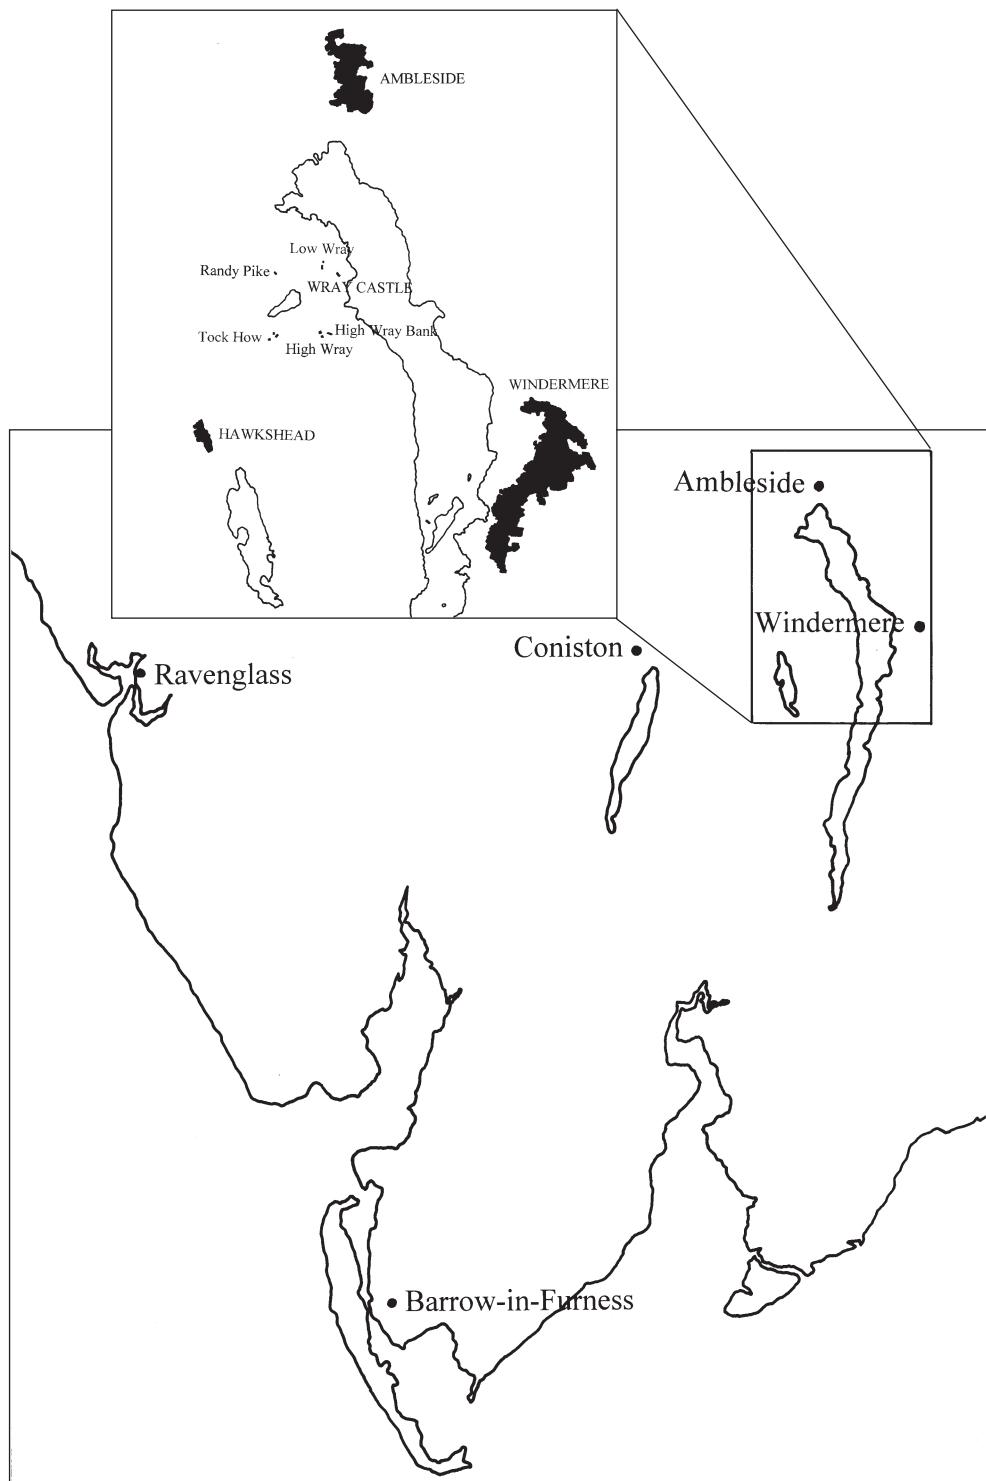 AMBLESIDE
Low Wray
Randy Pike
WRAY CASTLE
Tock How
High Wray Bank
High Wray
WINDERMERE
HAWKSHEAD
Ambleside
Windermere
Coniston
Ravenglass
Barrow-in-Furness